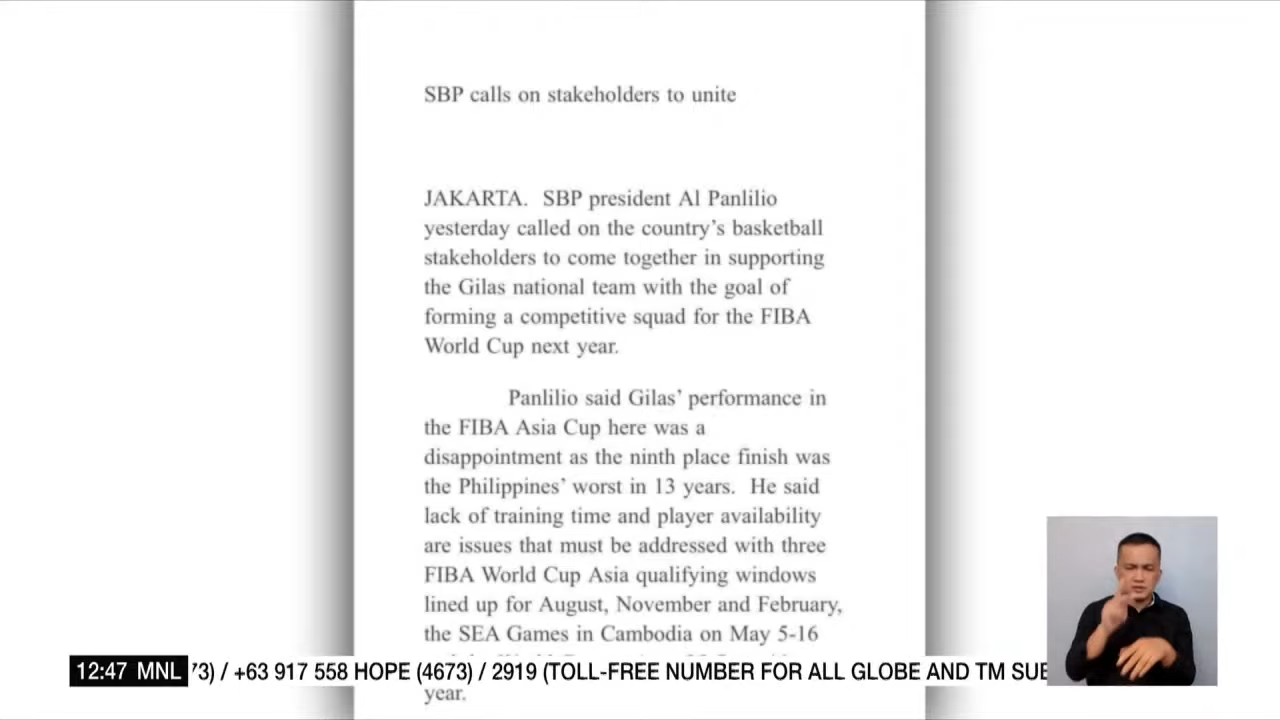 SBP calls on stakeholders to unite
JAKARTA. SBP president Al Panlilio
yesterday called on the country's basketball
stakeholders to come together in supporting
the Gilas national team with the goal of
forming a competitive squad for the FIBA
World Cup next year.
Panlilio said Gilas' performance in
the FIBA Asia Cup here was a
disappointment as the ninth place finish was
the Philippines' worst in 13 years. He said
lack of training time and player availability
are issues that must be addressed with three
FIBA World Cup Asia qualifying windows
lined up for August, November and February,
the SEA Games in Cambodia on May 5-16
year.
12:47 MNL 73) / +63 917 558 HOPE (4673) / 2919 (TOLL-FREE NUMBER FOR ALL GLOBE AND TM SUB